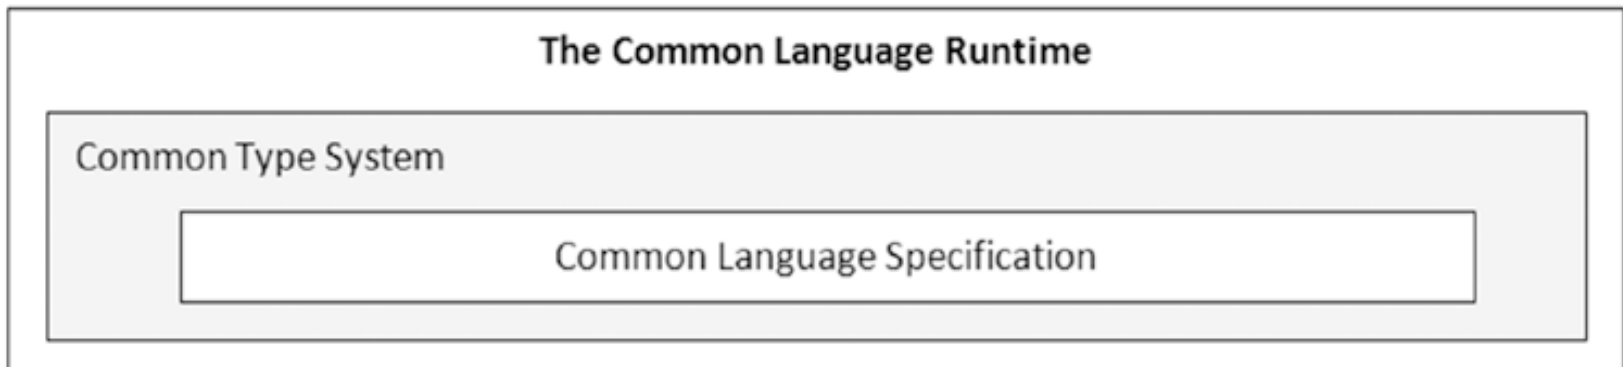 The Common Language Runtime
Common Type System
Common Language Specification